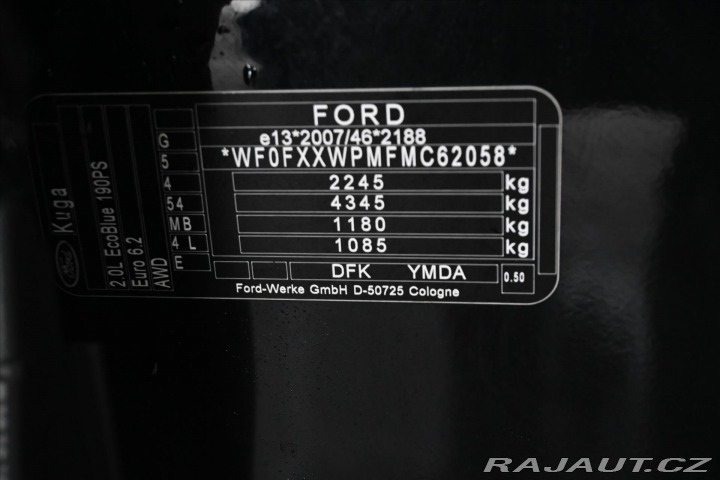 FORD
e13*2007/46*2188
*WF0FXXWPMFMC62058*
2245 kg
4345 kg
1180 kg
1085 kg
DFK YMDA 0.50
Ford-Werke GmbH D-50725 Cologne
G
5
4
54
MB
4 L
E
Ford Kuga
2.0L EcoBlue 190PS
Euro 6.2
AWD
RAJAUT.CZ